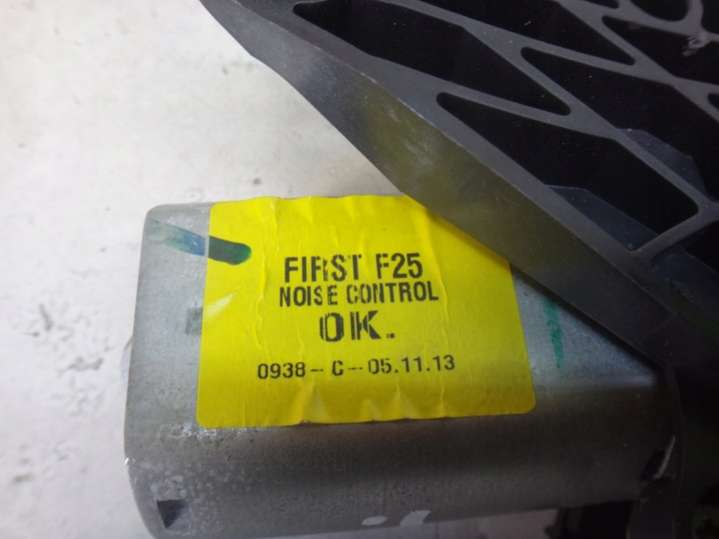 FIRST F25
NOISE CONTROL
OK.
0938-C-05.11.13